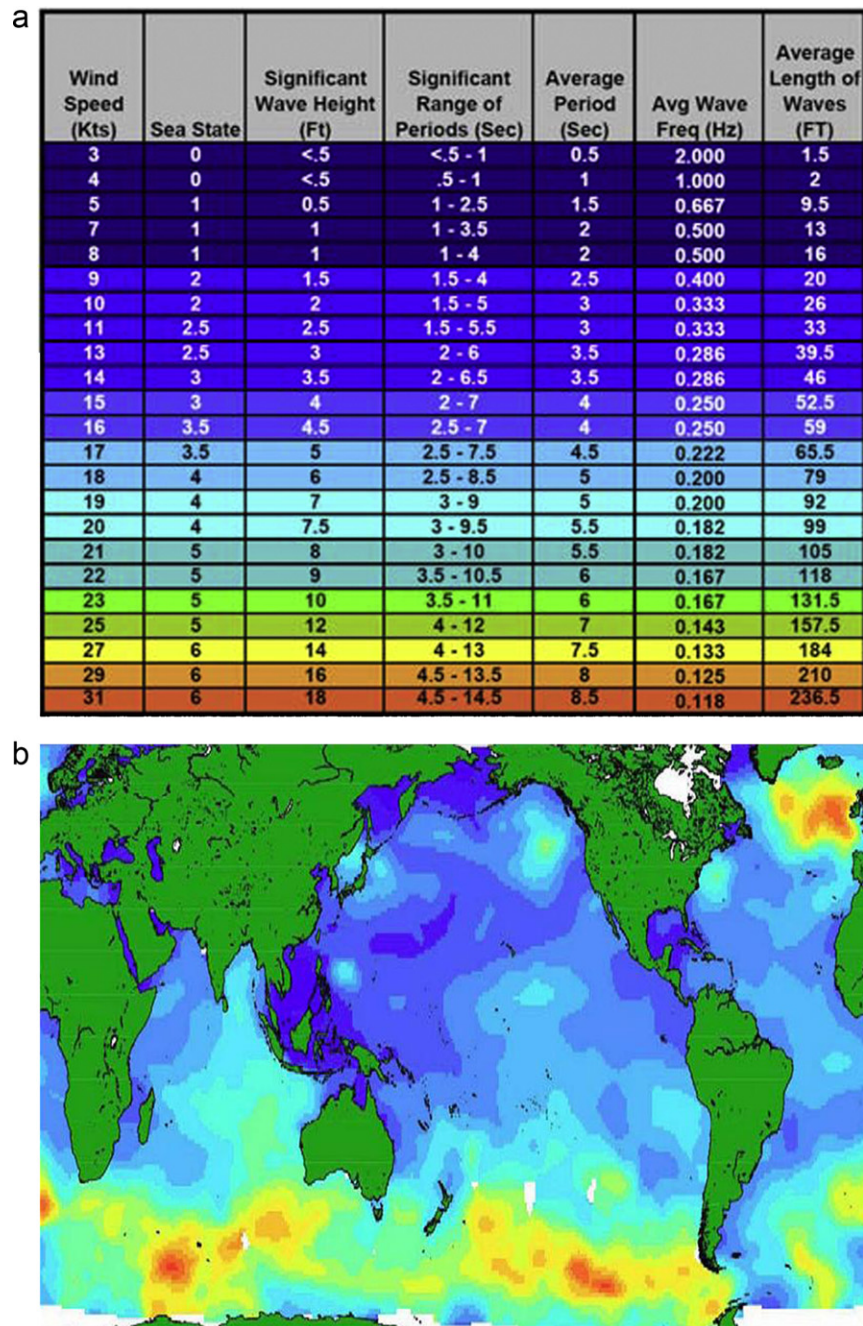 a
Wind Speed (Kts) Sea State Significant Wave Height (Ft) Significant Range of Periods (Sec) Average Period (Sec) Avg Wave Freq (Hz) Average Length of Waves (FT)
3 0 <.5 <.5 - 1 0.5 2.000 1.5
4 0 <.5 .5 - 1 1 1.000 2
5 1 0.5 1 - 2.5 1.5 0.667 9.5
7 1 1 1 - 3.5 2 0.500 13
8 1 1 1 - 4 2 0.500 16
9 2 1.5 1.5 - 4 2.5 0.400 20
10 2 2 1.5 - 5 3 0.333 26
11 2.5 2.5 1.5 - 5.5 3 0.333 33
13 2.5 3 2 - 6 3.5 0.286 39.5
14 3 3.5 2 - 6.5 3.5 0.286 46
15 3 4 2 - 7 4 0.250 52.5
16 3.5 4.5 2.5 - 7 4 0.250 59
17 3.5 5 2.5 - 7.5 4.5 0.222 65.5
18 4 6 2.5 - 8.5 5 0.200 79
19 4 7 3 - 9 5 0.200 92
20 4 7.5 3 - 9.5 5.5 0.182 99
21 5 8 3 - 10 5.5 0.182 105
22 5 9 3.5 - 10.5 6 0.167 118
23 5 10 3.5 - 11 6 0.167 131.5
25 5 12 4 - 12 7 0.143 157.5
27 6 14 4 - 13 7.5 0.133 184
29 6 16 4.5 - 13.5 8 0.125 210
31 6 18 4.5 - 14.5 8.5 0.118 236.5
b